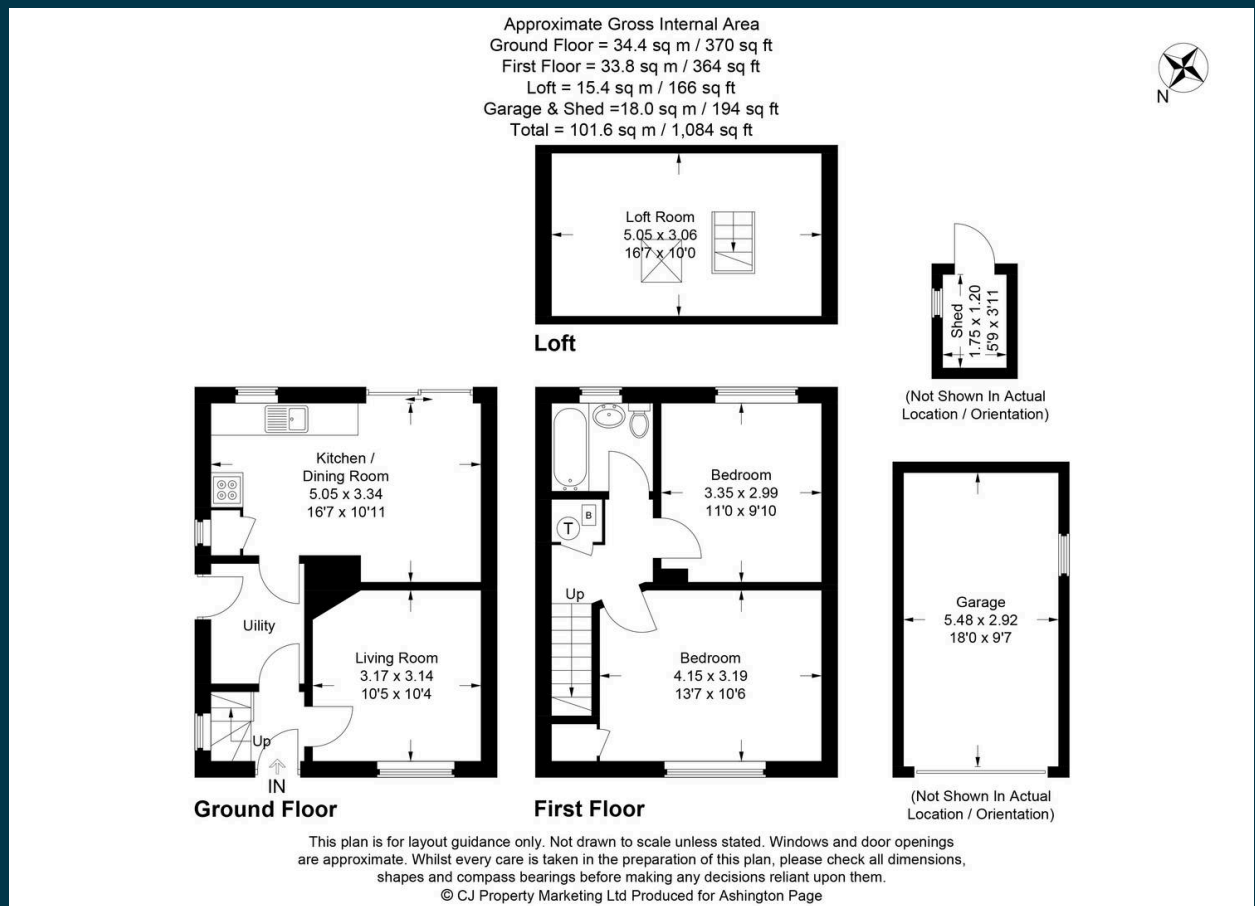 Approximate Gross Internal Area
Ground Floor = 34.4 sq m / 370 sq ft
First Floor = 33.8 sq m / 364 sq ft
Loft = 15.4 sq m / 166 sq ft
Garage & Shed =18.0 sq m / 194 sq ft
Total = 101.6 sq m / 1,084 sq ft
N
Loft Room
5.05 x 3.06
16'7 x 10'0
Loft
Shed
1.75 x 1.20
5'9 x 3'11
(Not Shown In Actual
Location / Orientation)
Kitchen /
Dining Room
5.05 x 3.34
16'7 x 10'11
Uility
Living Room
3.17 x 3.14
10'5 x 10'4
Up
IN
Ground Floor
Bedroom
3.35 x 2.99
11'0 x 9'10
B
T
Up
Bedroom
4.15 x 3.19
13'7 x 10'6
First Floor
Garage
5.48 x 2.92
18'0 x 9'7
(Not Shown In Actual
Location / Orientation)
This plan is for layout guidance only. Not drawn to scale unless stated. Windows and door openings
are approximate. Whilst every care is taken in the preparation of this plan, please check all dimensions,
shapes and compass bearings before making any decisions reliant upon them.
© CJ Property Marketing Ltd Produced for Ashington Page